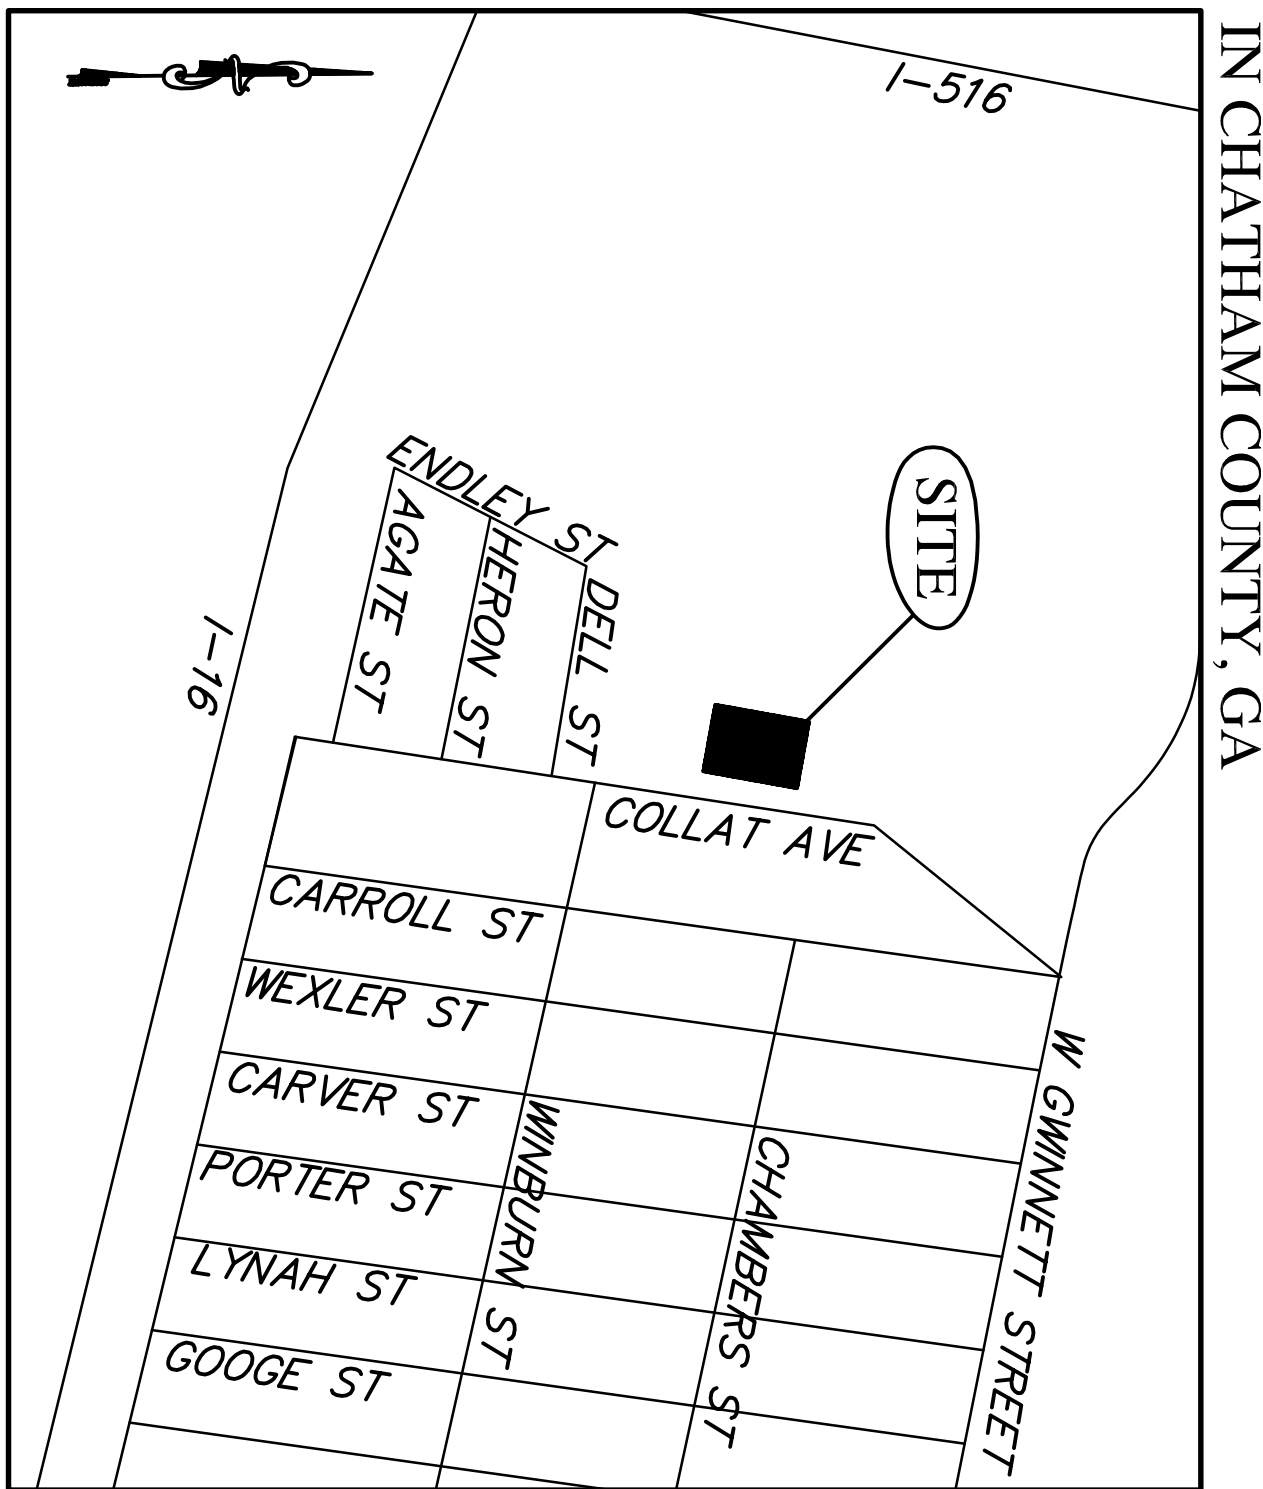 IN CHATHAM COUNTY, GA
I-516
SITE
ENDLEY ST
AGATE ST
HERON ST
DELL ST
I-16
COLLAT AVE
CARROLL ST
WEXLER ST
CARVER ST
PORTER ST
LYNAH ST
GOOGE ST
WINBURN ST
CHAMBERS ST
W GWINNETT STREET